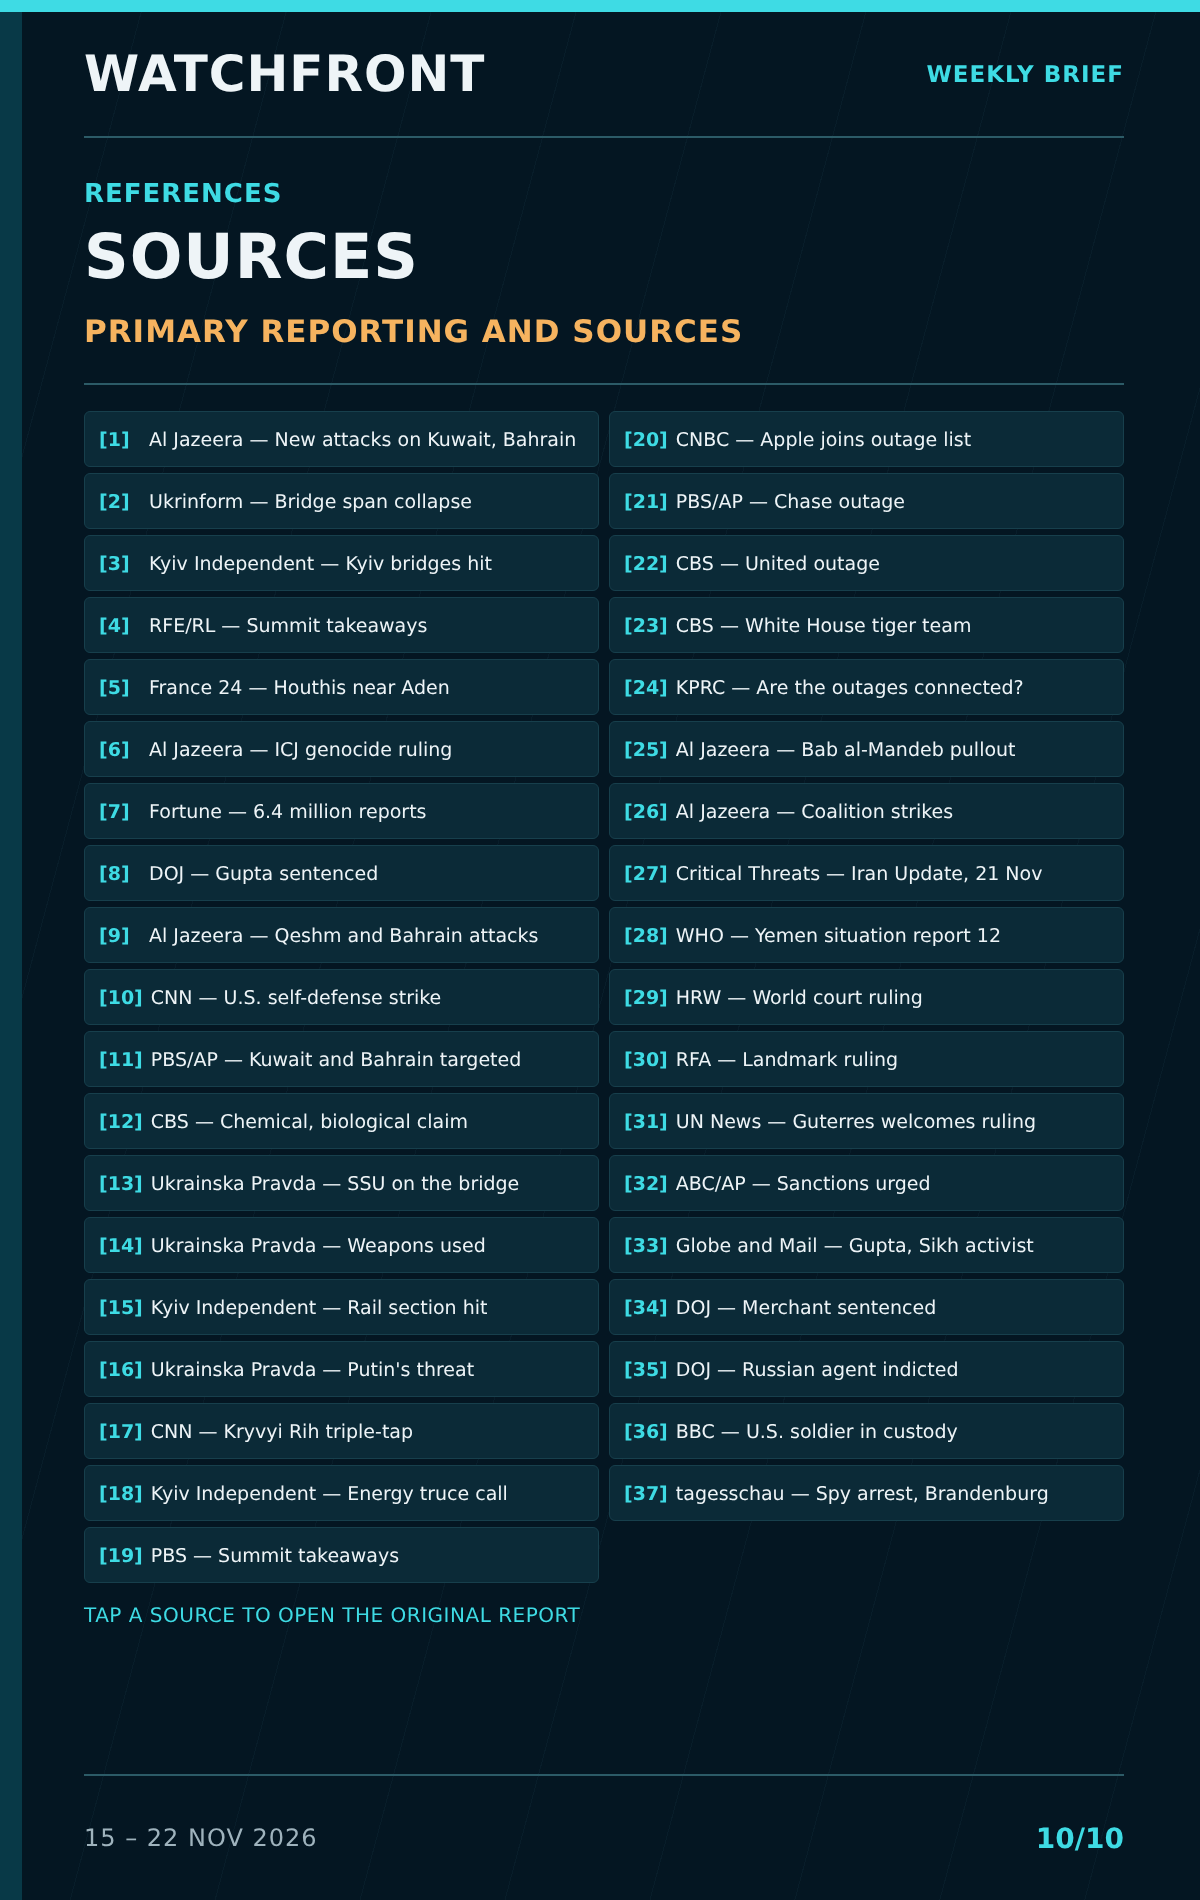 WATCHFRONT
WEEKLY BRIEF
REFERENCES
SOURCES
PRIMARY REPORTING AND SOURCES
[1] Al Jazeera — New attacks on Kuwait, Bahrain
[2] Ukrinform — Bridge span collapse
[3] Kyiv Independent — Kyiv bridges hit
[4] RFE/RL — Summit takeaways
[5] France 24 — Houthis near Aden
[6] Al Jazeera — ICJ genocide ruling
[7] Fortune — 6.4 million reports
[8] DOJ — Gupta sentenced
[9] Al Jazeera — Qeshm and Bahrain attacks
[10] CNN — U.S. self-defense strike
[11] PBS/AP — Kuwait and Bahrain targeted
[12] CBS — Chemical, biological claim
[13] Ukrainska Pravda — SSU on the bridge
[14] Ukrainska Pravda — Weapons used
[15] Kyiv Independent — Rail section hit
[16] Ukrainska Pravda — Putin's threat
[17] CNN — Kryvyi Rih triple-tap
[18] Kyiv Independent — Energy truce call
[19] PBS — Summit takeaways
[20] CNBC — Apple joins outage list
[21] PBS/AP — Chase outage
[22] CBS — United outage
[23] CBS — White House tiger team
[24] KPRC — Are the outages connected?
[25] Al Jazeera — Bab al-Mandeb pullout
[26] Al Jazeera — Coalition strikes
[27] Critical Threats — Iran Update, 21 Nov
[28] WHO — Yemen situation report 12
[29] HRW — World court ruling
[30] RFA — Landmark ruling
[31] UN News — Guterres welcomes ruling
[32] ABC/AP — Sanctions urged
[33] Globe and Mail — Gupta, Sikh activist
[34] DOJ — Merchant sentenced
[35] DOJ — Russian agent indicted
[36] BBC — U.S. soldier in custody
[37] tagesschau — Spy arrest, Brandenburg
TAP A SOURCE TO OPEN THE ORIGINAL REPORT
15 – 22 NOV 2026
10/10